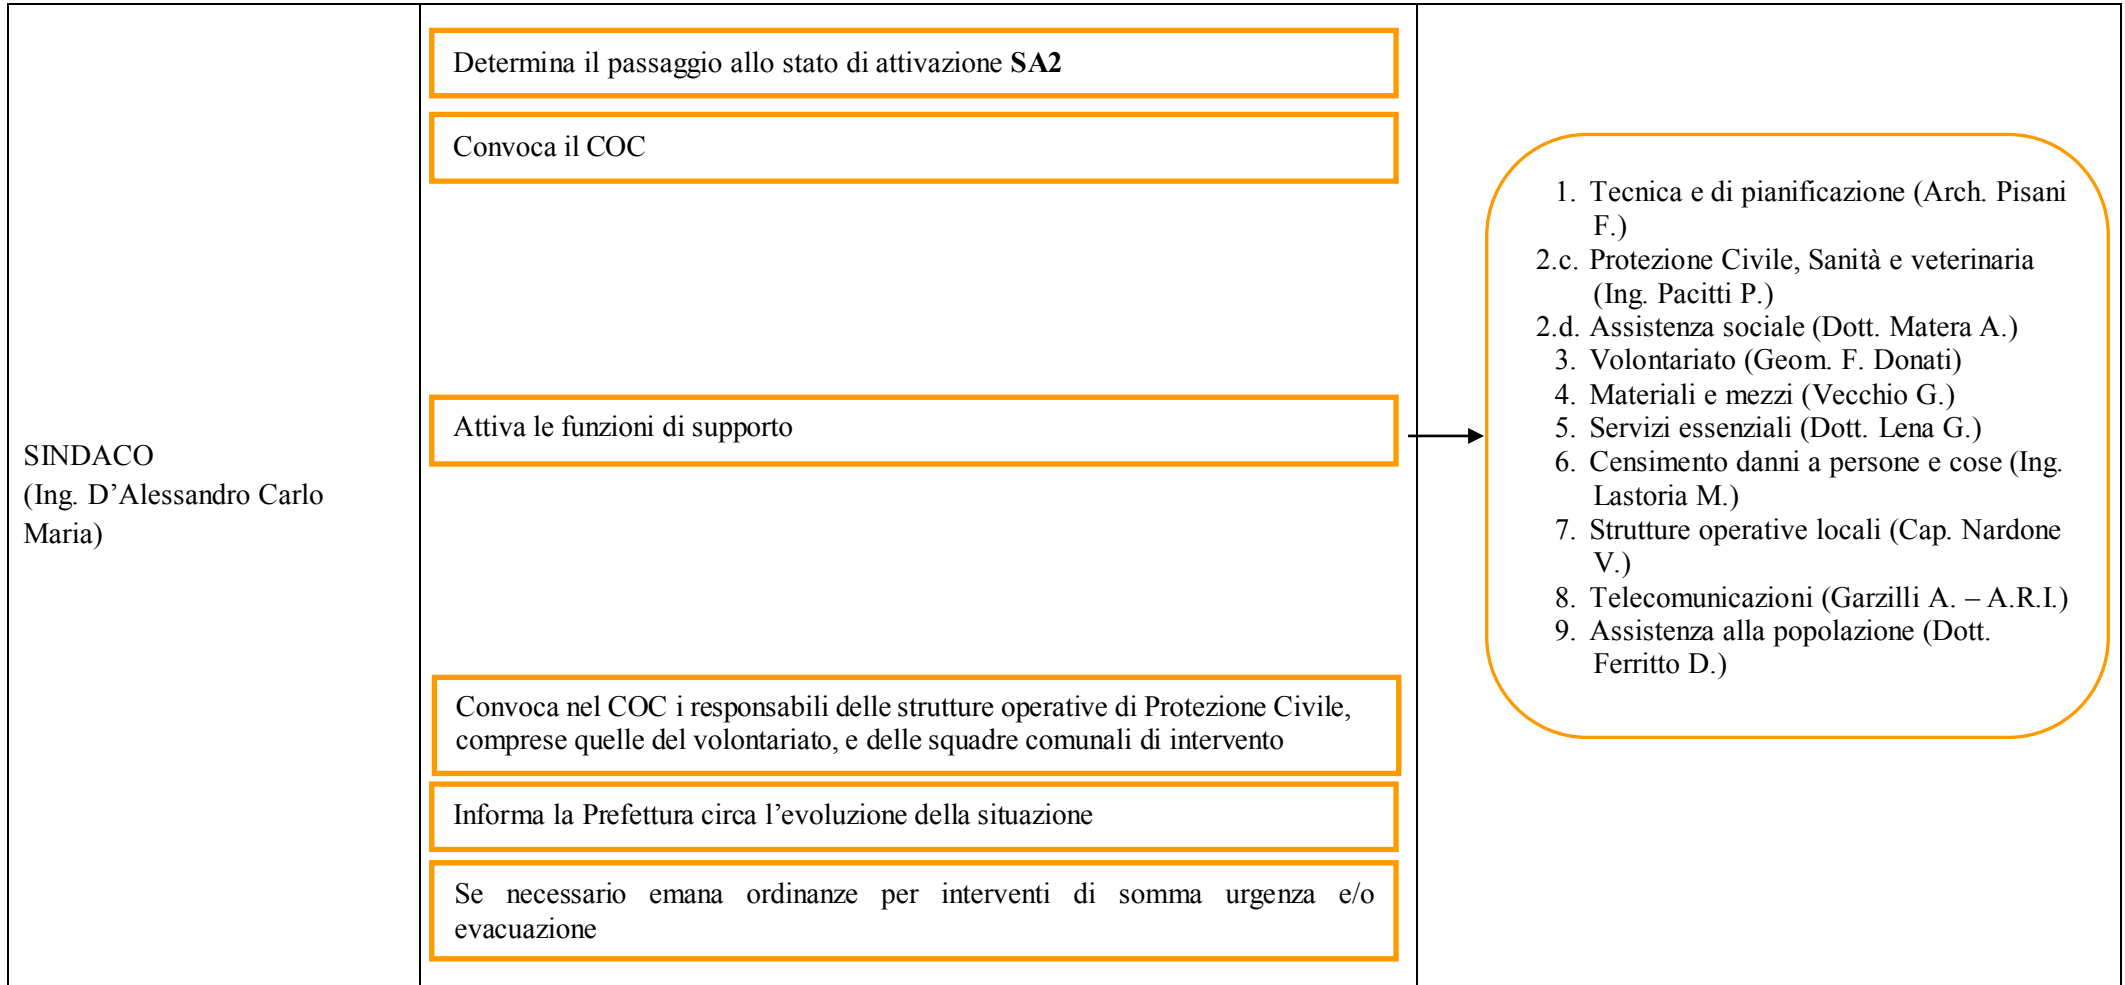 SINDACO
(Ing. D’Alessandro Carlo
Maria)
Determina il passaggio allo stato di attivazione SA2
Convoca il COC
Attiva le funzioni di supporto
Convoca nel COC i responsabili delle strutture operative di Protezione Civile,
comprese quelle del volontariato, e delle squadre comunali di intervento
Informa la Prefettura circa l’evoluzione della situazione
Se necessario emana ordinanze per interventi di somma urgenza e/o
evacuazione
1. Tecnica e di pianificazione (Arch. Pisani
F.)
2.c. Protezione Civile, Sanità e veterinaria
(Ing. Pacitti P.)
2.d. Assistenza sociale (Dott. Matera A.)
3. Volontariato (Geom. F. Donati)
4. Materiali e mezzi (Vecchio G.)
5. Servizi essenziali (Dott. Lena G.)
6. Censimento danni a persone e cose (Ing.
Lastoria M.)
7. Strutture operative locali (Cap. Nardone
V.)
8. Telecomunicazioni (Garzilli A. – A.R.I.)
9. Assistenza alla popolazione (Dott.
Ferritto D.)